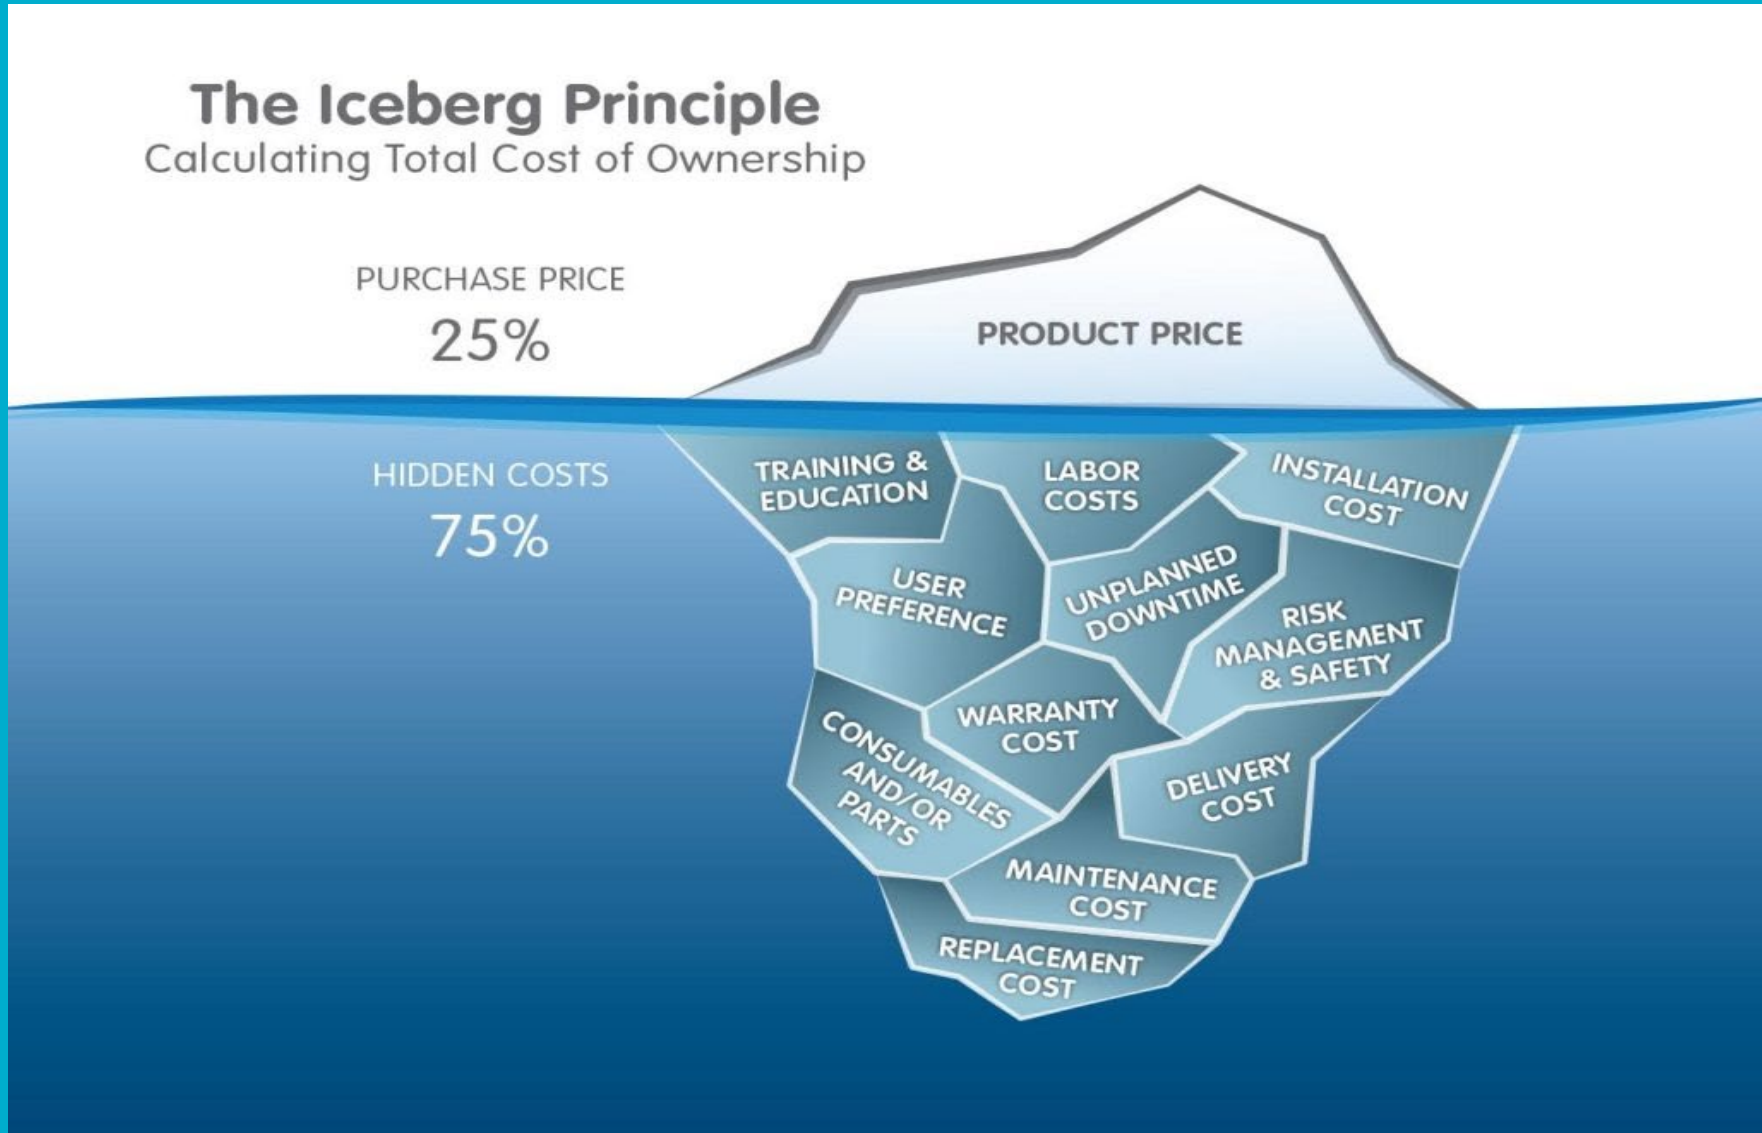 The Iceberg Principle
Calculating Total Cost of Ownership
PURCHASE PRICE
25%
PRODUCT PRICE
HIDDEN COSTS
75%
TRAINING &
EDUCATION
LABOR
COSTS
INSTALLATION
COST
USER
PREFERENCE
UNPLANNED
DOWNTIME
RISK
MANAGEMENT
& SAFETY
WARRANTY
COST
CONSUMABLES
AND/OR
PARTS
DELIVERY
COST
MAINTENANCE
COST
REPLACEMENT
COST